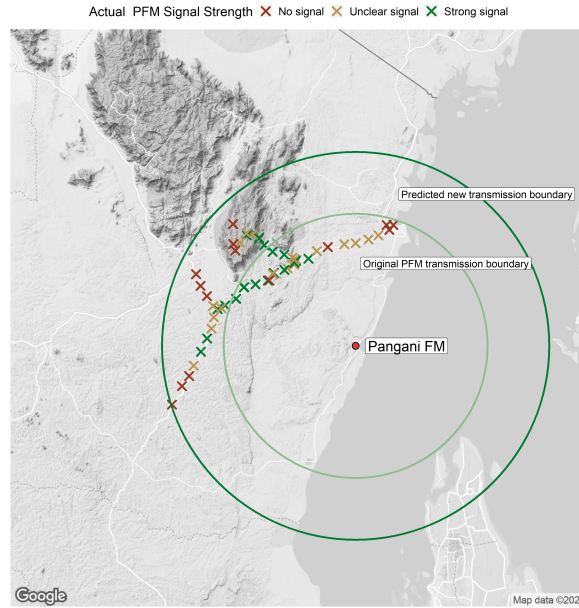 Actual PFM Signal Strength No signal Unclear signal Strong signal
Predicted new transmission boundary
Original PFM transmission boundary
Pangani FM
Google
Map data ©202